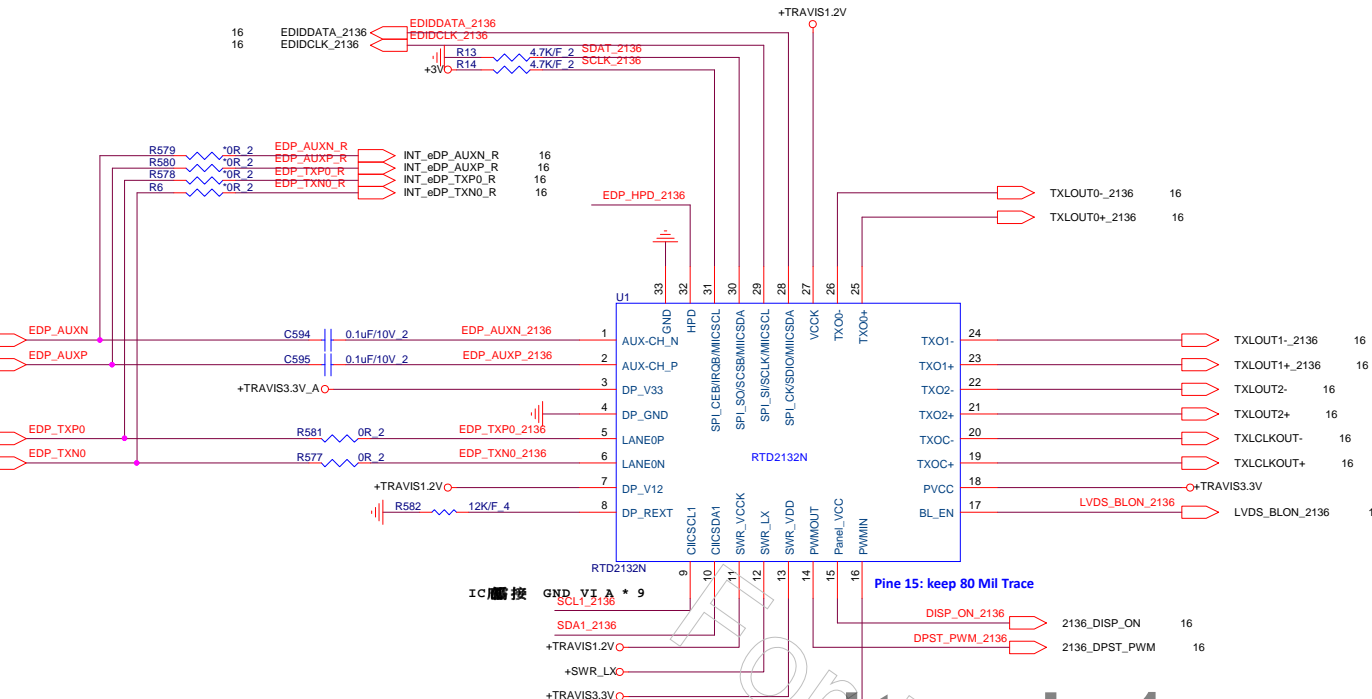 +TRAVIS1.2V
16 EDIDDATA_2136 EDIDDATA_2136
16 EDIDCLK_2136 EDIDCLK_2136
R13 4.7K/F_2 SDAT_2136
+3V R14 4.7K/F_2 SCLK_2136
R579 *0R_2 EDP_AUXN_R INT_eDP_AUXN_R 16
R580 *0R_2 EDP_AUXP_R INT_eDP_AUXP_R 16
R578 *0R_2 EDP_TXP0_R INT_eDP_TXP0_R 16
R6 *0R_2 EDP_TXN0_R INT_eDP_TXN0_R 16
EDP_HPD_2136
TXLOUT0-_2136 16
TXLOUT0+_2136 16
33 32 31 30 29 28 27 26 25
U1
GND HPD SPI_CEB/IRQB/MIICSCL SPI_SO/SCSB/MIICSDA SPI_SI/SCLK/MIICSCL SPI_CK/SDIO/MIICSDA VCCK TXO0- TXO0+
EDP_AUXN C594 0.1uF/10V_2 EDP_AUXN_2136 1 AUX-CH_N
EDP_AUXP C595 0.1uF/10V_2 EDP_AUXP_2136 2 AUX-CH_P
+TRAVIS3.3V_A 3 DP_V33
4 DP_GND
EDP_TXP0 R581 0R_2 EDP_TXP0_2136 5 LANE0P
EDP_TXN0 R577 0R_2 EDP_TXN0_2136 6 LANE0N
+TRAVIS1.2V 7 DP_V12
R582 12K/F_4 8 DP_REXT
RTD2132N
TXO1- 24 TXLOUT1-_2136 16
TXO1+ 23 TXLOUT1+_2136 16
TXO2- 22 TXLOUT2- 16
TXO2+ 21 TXLOUT2+ 16
TXOC- 20 TXLCLKOUT- 16
TXOC+ 19 TXLCLKOUT+ 16
PVCC 18 +TRAVIS3.3V
BL_EN 17 LVDS_BLON_2136 LVDS_BLON_2136
CIICSCL1 CIICSDA1 SWR_VCCK SWR_LX SWR_VDD PWMOUT Panel_VCC PWMIN
RTD2132N
9 10 11 12 13 14 15 16
Pine 15: keep 80 Mil Trace
接 GND VIA * 9
SCL1_2136
SDA1_2136
+TRAVIS1.2V
+SWR_LX
+TRAVIS3.3V
DISP_ON_2136 2136_DISP_ON 16
DPST_PWM_2136 2136_DPST_PWM 16